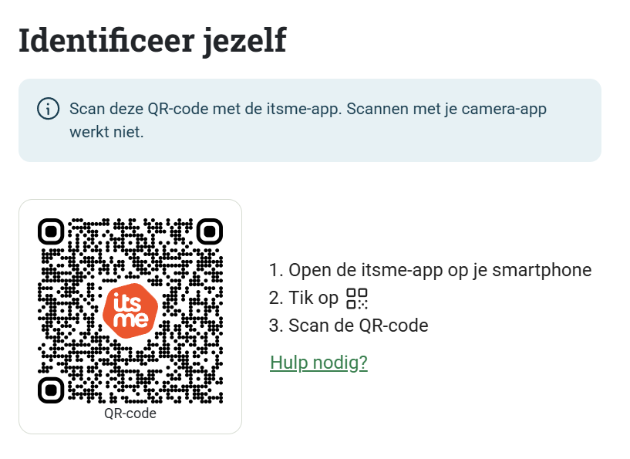 Identificeer jezelf
Scan deze QR-code met de itsme-app. Scannen met je camera-app
werkt niet.
its
me
QR-code
1. Open de itsme-app op je smartphone
2. Tik op
3. Scan de QR-code
Hulp nodig?